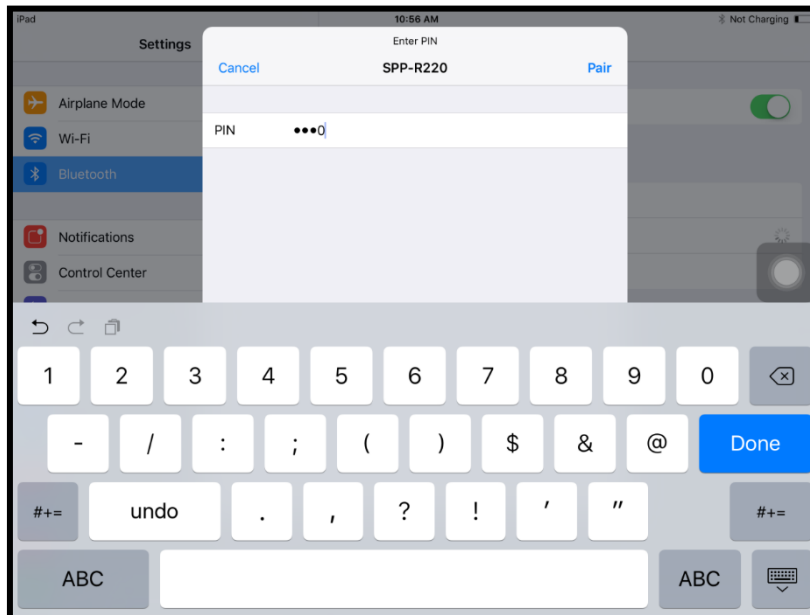 iPad
10:56 AM
Not Charging
Settings
Enter PIN
Cancel
SPP-R220
Pair
Airplane Mode
Wi-Fi
PIN
•••0
Bluetooth
Notifications
Control Center
1 2 3 4 5 6 7 8 9 0
- / : ; ( ) $ & @ Done
#+= undo . , ? ! ' " #+=
ABC ABC